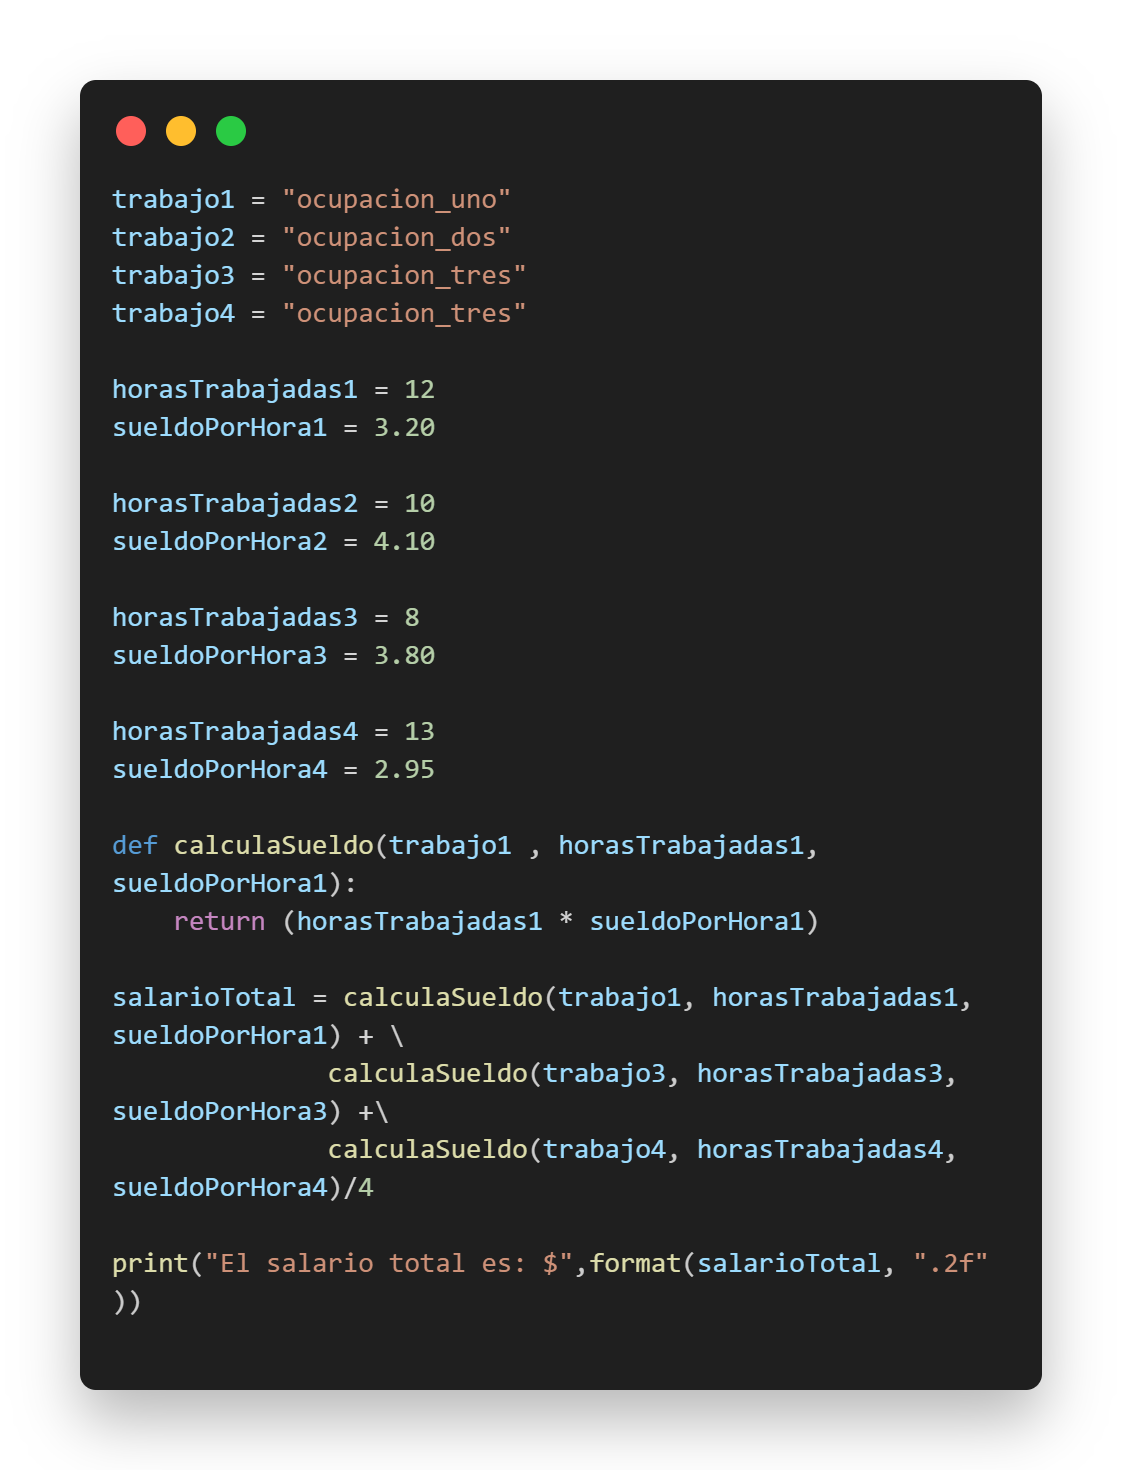 trabajo1 = "ocupacion_uno"
trabajo2 = "ocupacion_dos"
trabajo3 = "ocupacion_tres"
trabajo4 = "ocupacion_tres"

horasTrabajadas1 = 12
sueldoPorHora1 = 3.20

horasTrabajadas2 = 10
sueldoPorHora2 = 4.10

horasTrabajadas3 = 8
sueldoPorHora3 = 3.80

horasTrabajadas4 = 13
sueldoPorHora4 = 2.95

def calculaSueldo(trabajo1 , horasTrabajadas1,
sueldoPorHora1):
    return (horasTrabajadas1 * sueldoPorHora1)

salarioTotal = calculaSueldo(trabajo1, horasTrabajadas1,
sueldoPorHora1) + \
              calculaSueldo(trabajo3, horasTrabajadas3,
sueldoPorHora3) +\
              calculaSueldo(trabajo4, horasTrabajadas4,
sueldoPorHora4)/4

print("El salario total es: $",format(salarioTotal, ".2f"
))